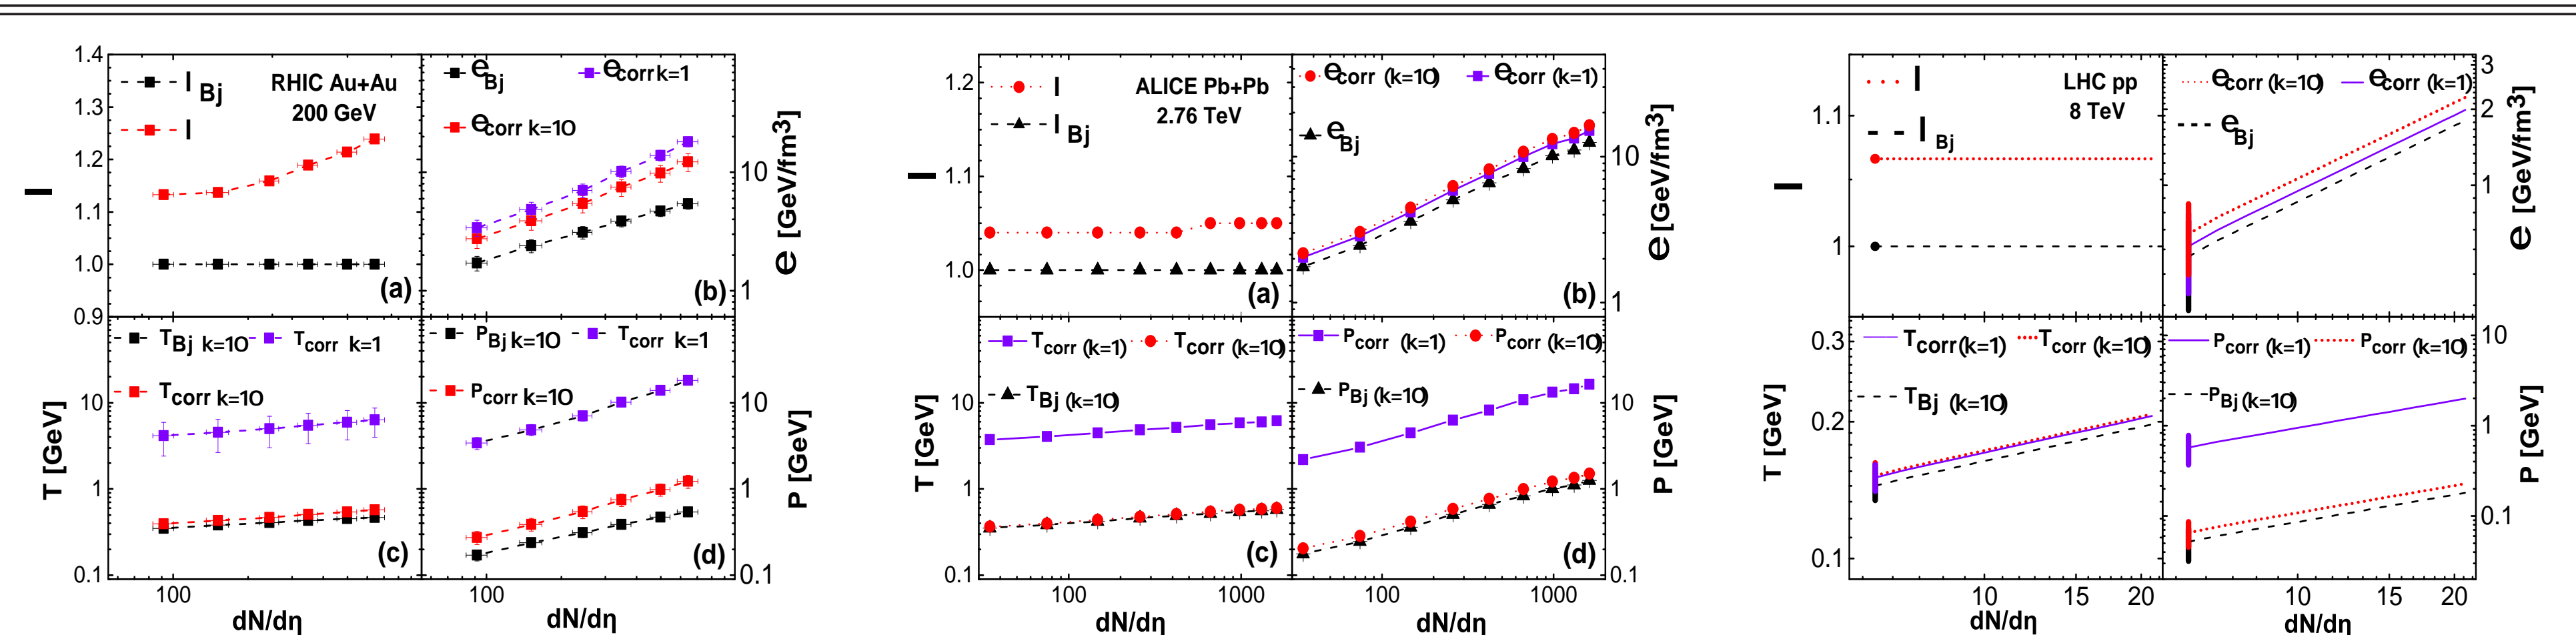 1.4
1.3
1.2
1.1
1.0
0.9
I
I Bj
I
RHIC Au+Au
200 GeV
(a)
e Bj
e corr k=1
e corr k=10
10
1
e [GeV/fm3]
(b)
T Bj k=10
T corr k=1
T corr k=10
10
1
0.1
T [GeV]
(c)
100
dN/dη
P Bj k=10
T corr k=1
P corr k=10
10
1
0.1
P [GeV]
(d)
100
dN/dη
1.2
1.1
1.0
I
I
I Bj
ALICE Pb+Pb
2.76 TeV
(a)
e corr (k=10)
e corr (k=1)
e Bj
10
1
e [GeV/fm3]
(b)
T corr (k=1)
T corr (k=10)
T Bj (k=10)
10
1
0.1
T [GeV]
(c)
100 1000
dN/dη
P corr (k=1)
P corr (k=10)
P Bj (k=10)
10
1
0.1
P [GeV]
(d)
100 1000
dN/dη
1.1
1
I
I
I Bj
LHC pp
8 TeV
e corr (k=10)
e corr (k=1)
e Bj
3
2
1
e [GeV/fm3]
T corr (k=1)
T corr (k=10)
T Bj (k=10)
0.3
0.2
0.1
T [GeV]
10 15 20
dN/dη
P corr (k=1)
P corr (k=10)
P Bj (k=10)
10
1
0.1
P [GeV]
10 15 20
dN/dη